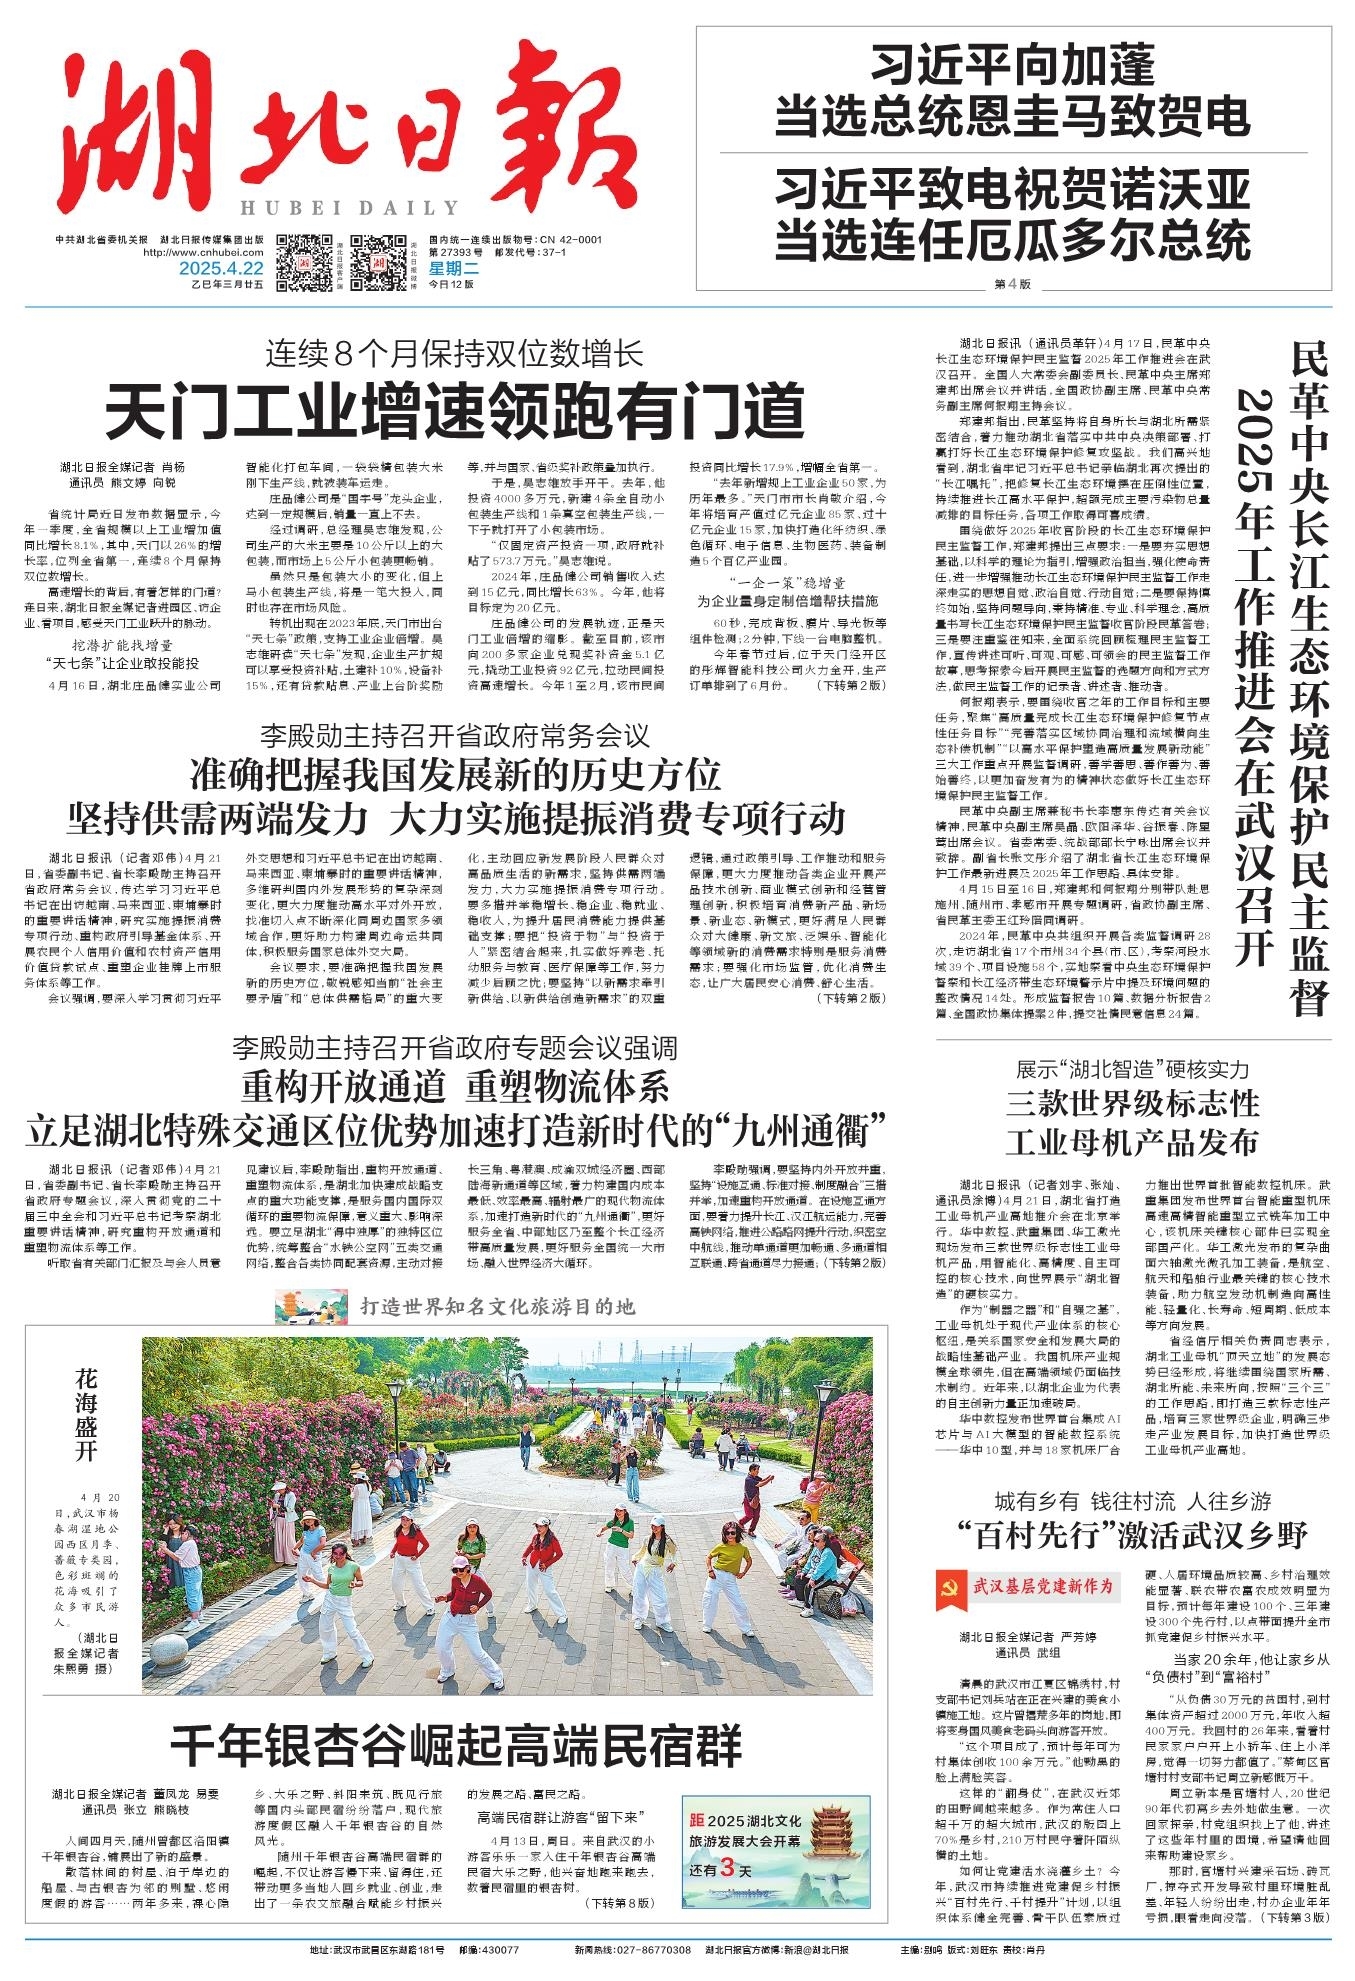 湖北日報
HUBEI DAILY
中共湖北省委机关报 湖北日报传媒集团出版
http://www.cnhubei.com
2025.4.22
乙巳年三月廿五
湖北日报客户端
湖北日报微博
国内统一连续出版物号:CN 42-0001
第27393号 邮发代号:37-1
星期二
今日12版
习近平向加蓬
当选总统恩圭马致贺电
习近平致电祝贺诺沃亚
当选连任厄瓜多尔总统
第4版
连续8个月保持双位数增长
天门工业增速领跑有门道
湖北日报全媒记者 肖杨
通讯员 熊文婷 向锐
省统计局近日发布数据显示,今
年一季度,全省规模以上工业增加值
同比增长8.1%,其中,天门以26%的增
长率,位列全省第一,连续8个月保持
双位数增长。
高速增长的背后,有着怎样的门道?
连日来,湖北日报全媒记者进园区、访企
业、看项目,感受天门工业跃升的脉动。
挖潜扩能找增量
“天七条”让企业敢投能投
4月16日,湖北庄品健实业公司
智能化打包车间,一袋袋精包装大米
刚下生产线,就被装车运走。
庄品健公司是“国字号”龙头企业,
达到一定规模后,销量一直上不去。
经过调研,总经理吴志雄发现,公
司生产的大米主要是10公斤以上的大
包装,而市场上5公斤小包装更畅销。
虽然只是包装大小的变化,但上
马小包装生产线,将是一笔大投入,同
时也存在市场风险。
转机出现在2023年底,天门市出台
“天七条”政策,支持工业企业倍增。吴
志雄研读“天七条”发现,企业生产扩规
可以享受投资补贴,土建补10%,设备补
15%,还有贷款贴息、产业上台阶奖励
等,并与国家、省级奖补政策叠加执行。
于是,吴志雄放手开干。去年,他
投资4000多万元,新建4条全自动小
包装生产线和1条真空包装生产线,一
下子就打开了小包装市场。
“仅固定资产投资一项,政府就补
贴了573.7万元。”吴志雄说。
2024年,庄品健公司销售收入达
到15亿元,同比增长63%。今年,他将
目标定为20亿元。
庄品健公司的发展轨迹,正是天
门工业倍增的缩影。截至目前,该市
向200多家企业兑现奖补资金5.1亿
元,撬动工业投资92亿元,拉动民间投
资高速增长。今年1至2月,该市民间
投资同比增长17.9%,增幅全省第一。
“去年新增规上工业企业50家,为
历年最多。”天门市市长肖敏介绍,今
年将培育产值过亿元企业85家、过十
亿元企业15家,加快打造化纤纺织、绿
色循环、电子信息、生物医药、装备制
造5个百亿产业园。
“一企一策”稳增量
为企业量身定制倍增帮扶措施
60秒,完成背板、膜片、导光板等
组件检测;2分钟,下线一台电脑整机。
今年春节过后,位于天门经开区
的彤辉智能科技公司火力全开,生产
订单排到了6月份。 (下转第2版)
李殿勋主持召开省政府常务会议
准确把握我国发展新的历史方位
坚持供需两端发力 大力实施提振消费专项行动
湖北日报讯 (记者邓伟)4月21
日,省委副书记、省长李殿勋主持召开
省政府常务会议,传达学习习近平总
书记在出访越南、马来西亚、柬埔寨时
的重要讲话精神,研究实施提振消费
专项行动、重构政府引导基金体系、开
展农民个人信用价值和农村资产信用
价值贷款试点、重塑企业挂牌上市服
务体系等工作。
会议强调,要深入学习贯彻习近平
外交思想和习近平总书记在出访越南、
马来西亚、柬埔寨时的重要讲话精神,
多维研判国内外发展形势的复杂深刻
变化,更大力度推动高水平对外开放,
找准切入点不断深化同周边国家多领
域合作,更好助力构建周边命运共同
体,积极服务国家总体外交大局。
会议要求,要准确把握我国发展
新的历史方位,敏锐感知当前“社会主
要矛盾”和“总体供需格局”的重大变
化,主动回应新发展阶段人民群众对
高品质生活的新需求,坚持供需两端
发力,大力实施提振消费专项行动。
要多措并举稳增长、稳企业、稳就业、
稳收入,为提升居民消费能力提供基
础支撑;要把“投资于物”与“投资于
人”紧密结合起来,扎实做好养老、托
幼服务与教育、医疗保障等工作,努力
减少后顾之忧;要坚持“以新需求牵引
新供给、以新供给创造新需求”的双重
逻辑,通过政策引导、工作推动和服务
保障,更大力度推动各类企业开展产
品技术创新、商业模式创新和经营管
理创新,积极培育消费新产品、新场
景、新业态、新模式,更好满足人民群
众对大健康、新文旅、泛娱乐、智能化
等领域新的消费需求特别是服务消费
需求;要强化市场监管,优化消费生
态,让广大居民安心消费、舒心生活。
(下转第2版)
李殿勋主持召开省政府专题会议强调
重构开放通道 重塑物流体系
立足湖北特殊交通区位优势加速打造新时代的“九州通衢”
湖北日报讯 (记者邓伟)4月21
日,省委副书记、省长李殿勋主持召开
省政府专题会议,深入贯彻党的二十
届三中全会和习近平总书记考察湖北
重要讲话精神,研究重构开放通道和
重塑物流体系等工作。
听取省有关部门汇报及与会人员意
见建议后,李殿勋指出,重构开放通道、
重塑物流体系,是湖北加快建成战略支
点的重大功能支撑,是服务国内国际双
循环的重要物流保障,意义重大、影响深
远。要立足湖北“得中独厚”的独特区位
优势,统筹整合“水铁公空网”五类交通
网络,整合各类协同配套资源,主动对接
长三角、粤港澳、成渝双城经济圈、西部
陆海新通道等区域,着力构建国内成本
最低、效率最高、辐射最广的现代物流体
系,加速打造新时代的“九州通衢”,更好
服务全省、中部地区乃至整个长江经济
带高质量发展,更好服务全国统一大市
场、融入世界经济大循环。
李殿勋强调,要坚持内外开放并重,
坚持“设施互通、标准对接、制度融合”三措
并举,加速重构开放通道。在设施互通方
面,要着力提升长江、汉江航运能力,完善
高铁网络,推进公路路网提升行动,织密空
中航线,推动单通道更加畅通、多通道相
互联通、跨省通道尽力接通;(下转第2版)
打造世界知名文化旅游目的地
花海盛开
4月20
日,武汉市杨
春湖湿地公
园西区月季、
蔷薇专类园,
色彩斑斓的
花海吸引了
众多市民游
人。
(湖北日
报全媒记者
朱熙勇 摄)
千年银杏谷崛起高端民宿群
湖北日报全媒记者 董凤龙 易雯
通讯员 张立 熊晓枝
人间四月天,随州曾都区洛阳镇
千年银杏谷,铺展出了新的盛景。
散落林间的树屋、泊于岸边的
船屋、与古银杏为邻的别墅、悠闲
度假的游客……两年多来,裸心隐
乡、大乐之野、斜阳来筑、既见行旅
等国内头部民宿纷纷落户,现代旅
游度假区融入千年银杏谷的自然
风光。
随州千年银杏谷高端民宿群的
崛起,不仅让游客慢下来,留得住,还
带动更多当地人回乡就业、创业,走
出了一条农文旅融合赋能乡村振兴
的发展之路、富民之路。
高端民宿群让游客“留下来”
4月13日,周日。来自武汉的小
游客乐乐一家人住千年银杏谷高端
民宿大乐之野,他兴奋地跑来跑去,
数着民宿里的银杏树。
(下转第8版)
距2025湖北文化
旅游发展大会开幕
还有3天
民革中央长江生态环境保护民主监督
2025年工作推进会在武汉召开
湖北日报讯 (通讯员革轩)4月17日,民革中央
长江生态环境保护民主监督2025年工作推进会在武
汉召开。全国人大常委会副委员长、民革中央主席郑
建邦出席会议并讲话,全国政协副主席、民革中央常
务副主席何报翔主持会议。
郑建邦指出,民革坚持将自身所长与湖北所需紧
密结合,着力推动湖北省落实中共中央决策部署、打
赢打好长江生态环境保护修复攻坚战。我们高兴地
看到,湖北省牢记习近平总书记亲临湖北再次提出的
“长江嘱托”,把修复长江生态环境摆在压倒性位置,
持续推进长江高水平保护,超额完成主要污染物总量
减排的目标任务,各项工作取得可喜成绩。
围绕做好2025年收官阶段的长江生态环境保护
民主监督工作,郑建邦提出三点要求:一是要夯实思想
基础,以科学的理论为指引,增强政治担当,强化使命责
任,进一步增强推动长江生态环境保护民主监督工作走
深走实的思想自觉、政治自觉、行动自觉;二是要保持慎
终如始,坚持问题导向,秉持精准、专业、科学理念,高质
量书写长江生态环境保护民主监督收官阶段民革答卷;
三是要注重鉴往知来,全面系统回顾梳理民主监督工
作,宣传讲述可听、可观、可感、可领会的民主监督工作
故事,思考探索今后开展民主监督的选题方向和方式方
法,做民主监督工作的记录者、讲述者、推动者。
何报翔表示,要围绕收官之年的工作目标和主要
任务,聚焦“高质量完成长江生态环境保护修复节点
性任务目标”“完善落实区域协同治理和流域横向生
态补偿机制”“以高水平保护塑造高质量发展新动能”
三大工作重点开展监督调研,善学善思、善作善为、善
始善终,以更加奋发有为的精神状态做好长江生态环
境保护民主监督工作。
民革中央副主席兼秘书长李惠东传达有关会议
精神,民革中央副主席吴晶、欧阳泽华、谷振春、陈星
莺出席会议。省委常委、统战部部长宁咏出席会议并
致辞。副省长张文彤介绍了湖北省长江生态环境保
护工作最新进展及2025年工作思路、具体安排。
4月15日至16日,郑建邦和何报翔分别带队赴恩
施州、随州市、孝感市开展专题调研,省政协副主席、
省民革主委王红玲陪同调研。
2024年,民革中央共组织开展各类监督调研28
次,走访湖北省17个市州34个县(市、区),考察河段水
域39个、项目设施58个,实地察看中央生态环境保护
督察和长江经济带生态环境警示片中提及环境问题的
整改情况14处。形成监督报告10篇、数据分析报告2
篇、全国政协集体提案2件,提交社情民意信息24篇。
展示“湖北智造”硬核实力
三款世界级标志性
工业母机产品发布
湖北日报讯 (记者刘宇、张灿、
通讯员涂博)4月21日,湖北省打造
工业母机产业高地推介会在北京举
行。华中数控、武重集团、华工激光
现场发布三款世界级标志性工业母
机产品,用智能化、高精度、自主可
控的核心技术,向世界展示“湖北智
造”的硬核实力。
作为“制器之器”和“自强之基”,
工业母机处于现代产业体系的核心
枢纽,是关系国家安全和发展大局的
战略性基础产业。我国机床产业规
模全球领先,但在高端领域仍面临技
术制约。近年来,以湖北企业为代表
的自主创新力量正加速破局。
华中数控发布世界首台集成AI
芯片与AI大模型的智能数控系统
——华中10型,并与18家机床厂合
力推出世界首批智能数控机床。武
重集团发布世界首台智能重型机床
高速高精智能重型立式铣车加工中
心,该机床关键核心部件已实现全
部国产化。华工激光发布的复杂曲
面六轴激光微孔加工装备,是航空、
航天和船舶行业最关键的核心技术
装备,助力航空发动机制造向高性
能、轻量化、长寿命、短周期、低成本
等方向发展。
省经信厅相关负责同志表示,
湖北工业母机“顶天立地”的发展态
势已经形成,将继续围绕国家所需、
湖北所能、未来所向,按照“三个三”
的工作思路,即打造三款标志性产
品,培育三家世界级企业,明确三步
走产业发展目标,加快打造世界级
工业母机产业高地。
城有乡有 钱往村流 人往乡游
“百村先行”激活武汉乡野
武汉基层党建新作为
湖北日报全媒记者 严芳婷
通讯员 武组
清晨的武汉市江夏区锦绣村,村
支部书记刘兵站在正在兴建的美食小
镇施工地。这片曾撂荒多年的岗地,即
将变身国风美食老码头向游客开放。
“这个项目成了,预计每年可为
村集体创收100余万元。”他黝黑的
脸上满脸笑容。
这样的“翻身仗”,在武汉近郊
的田野间越来越多。作为常住人口
超千万的超大城市,武汉的版图上
70%是乡村,210万村民守着阡陌纵
横的土地。
如何让党建活水浇灌乡土?今
年,武汉市持续推进党建促乡村振
兴“百村先行、千村提升”计划,以组
织体系健全完善、骨干队伍素质过
硬、人居环境品质较高、乡村治理效
能显著、联农带农富农成效明显为
目标,预计每年建设100个、三年建
设300个先行村,以点带面提升全市
抓党建促乡村振兴水平。
当家20余年,他让家乡从
“负债村”到“富裕村”
“从负债30万元的贫困村,到村
集体资产超过2000万元,年收入超
400万元。我回村的26年来,看着村
民家家户户开上小轿车、住上小洋
房,觉得一切努力都值了。”蔡甸区官
塘村村支部书记周立新感慨万千。
周立新本是官塘村人,20世纪
90年代初离乡去外地做生意。一次
回家探亲,村党组织找上了他,讲述
了这些年村里的困境,希望请他回
来帮助建设家乡。
那时,官塘村兴建采石场、砖瓦
厂,掠夺式开发导致村里环境脏乱
差、年轻人纷纷出走,村办企业年年
亏损,眼看走向没落。(下转第3版)
地址:武汉市武昌区东湖路181号 邮编:430077 新闻热线:027-86770308 湖北日报官方微博:新浪@湖北日报 主编:别鸣 版式:刘旺东 责校:肖丹